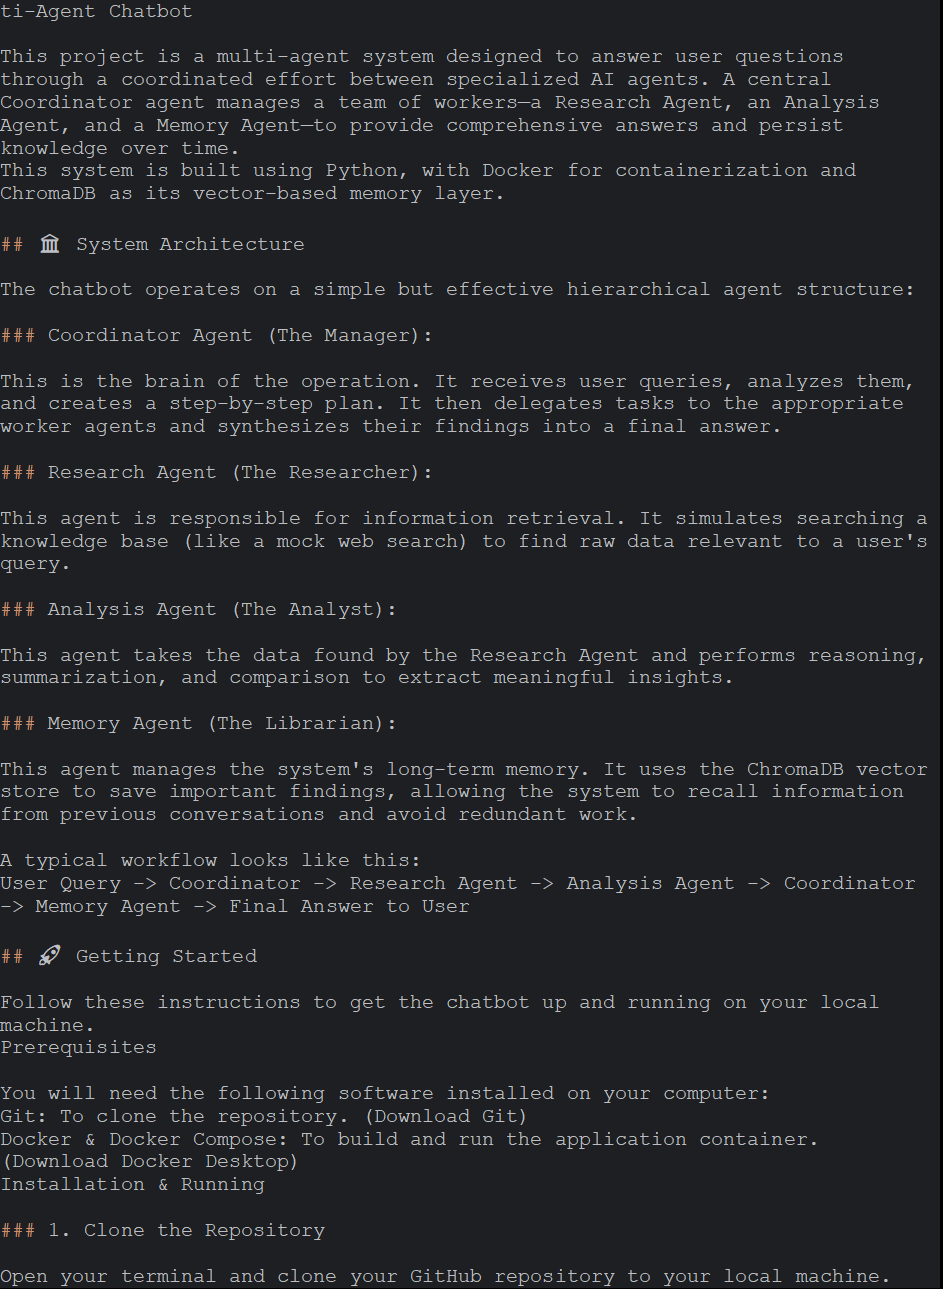 ti-Agent Chatbot
This project is a multi-agent system designed to answer user questions
through a coordinated effort between specialized AI agents. A central
Coordinator agent manages a team of workers—a Research Agent, an Analysis
Agent, and a Memory Agent—to provide comprehensive answers and persist
knowledge over time.
This system is built using Python, with Docker for containerization and
ChromaDB as its vector-based memory layer.
## 🏛 System Architecture
The chatbot operates on a simple but effective hierarchical agent structure:
### Coordinator Agent (The Manager):
This is the brain of the operation. It receives user queries, analyzes them,
and creates a step-by-step plan. It then delegates tasks to the appropriate
worker agents and synthesizes their findings into a final answer.
### Research Agent (The Researcher):
This agent is responsible for information retrieval. It simulates searching a
knowledge base (like a mock web search) to find raw data relevant to a user's
query.
### Analysis Agent (The Analyst):
This agent takes the data found by the Research Agent and performs reasoning,
summarization, and comparison to extract meaningful insights.
### Memory Agent (The Librarian):
This agent manages the system's long-term memory. It uses the ChromaDB vector
store to save important findings, allowing the system to recall information
from previous conversations and avoid redundant work.
A typical workflow looks like this:
User Query -> Coordinator -> Research Agent -> Analysis Agent -> Coordinator
-> Memory Agent -> Final Answer to User
## 🚀 Getting Started
Follow these instructions to get the chatbot up and running on your local
machine.
Prerequisites
You will need the following software installed on your computer:
Git: To clone the repository. (Download Git)
Docker & Docker Compose: To build and run the application container.
(Download Docker Desktop)
Installation & Running
### 1. Clone the Repository
Open your terminal and clone your GitHub repository to your local machine.